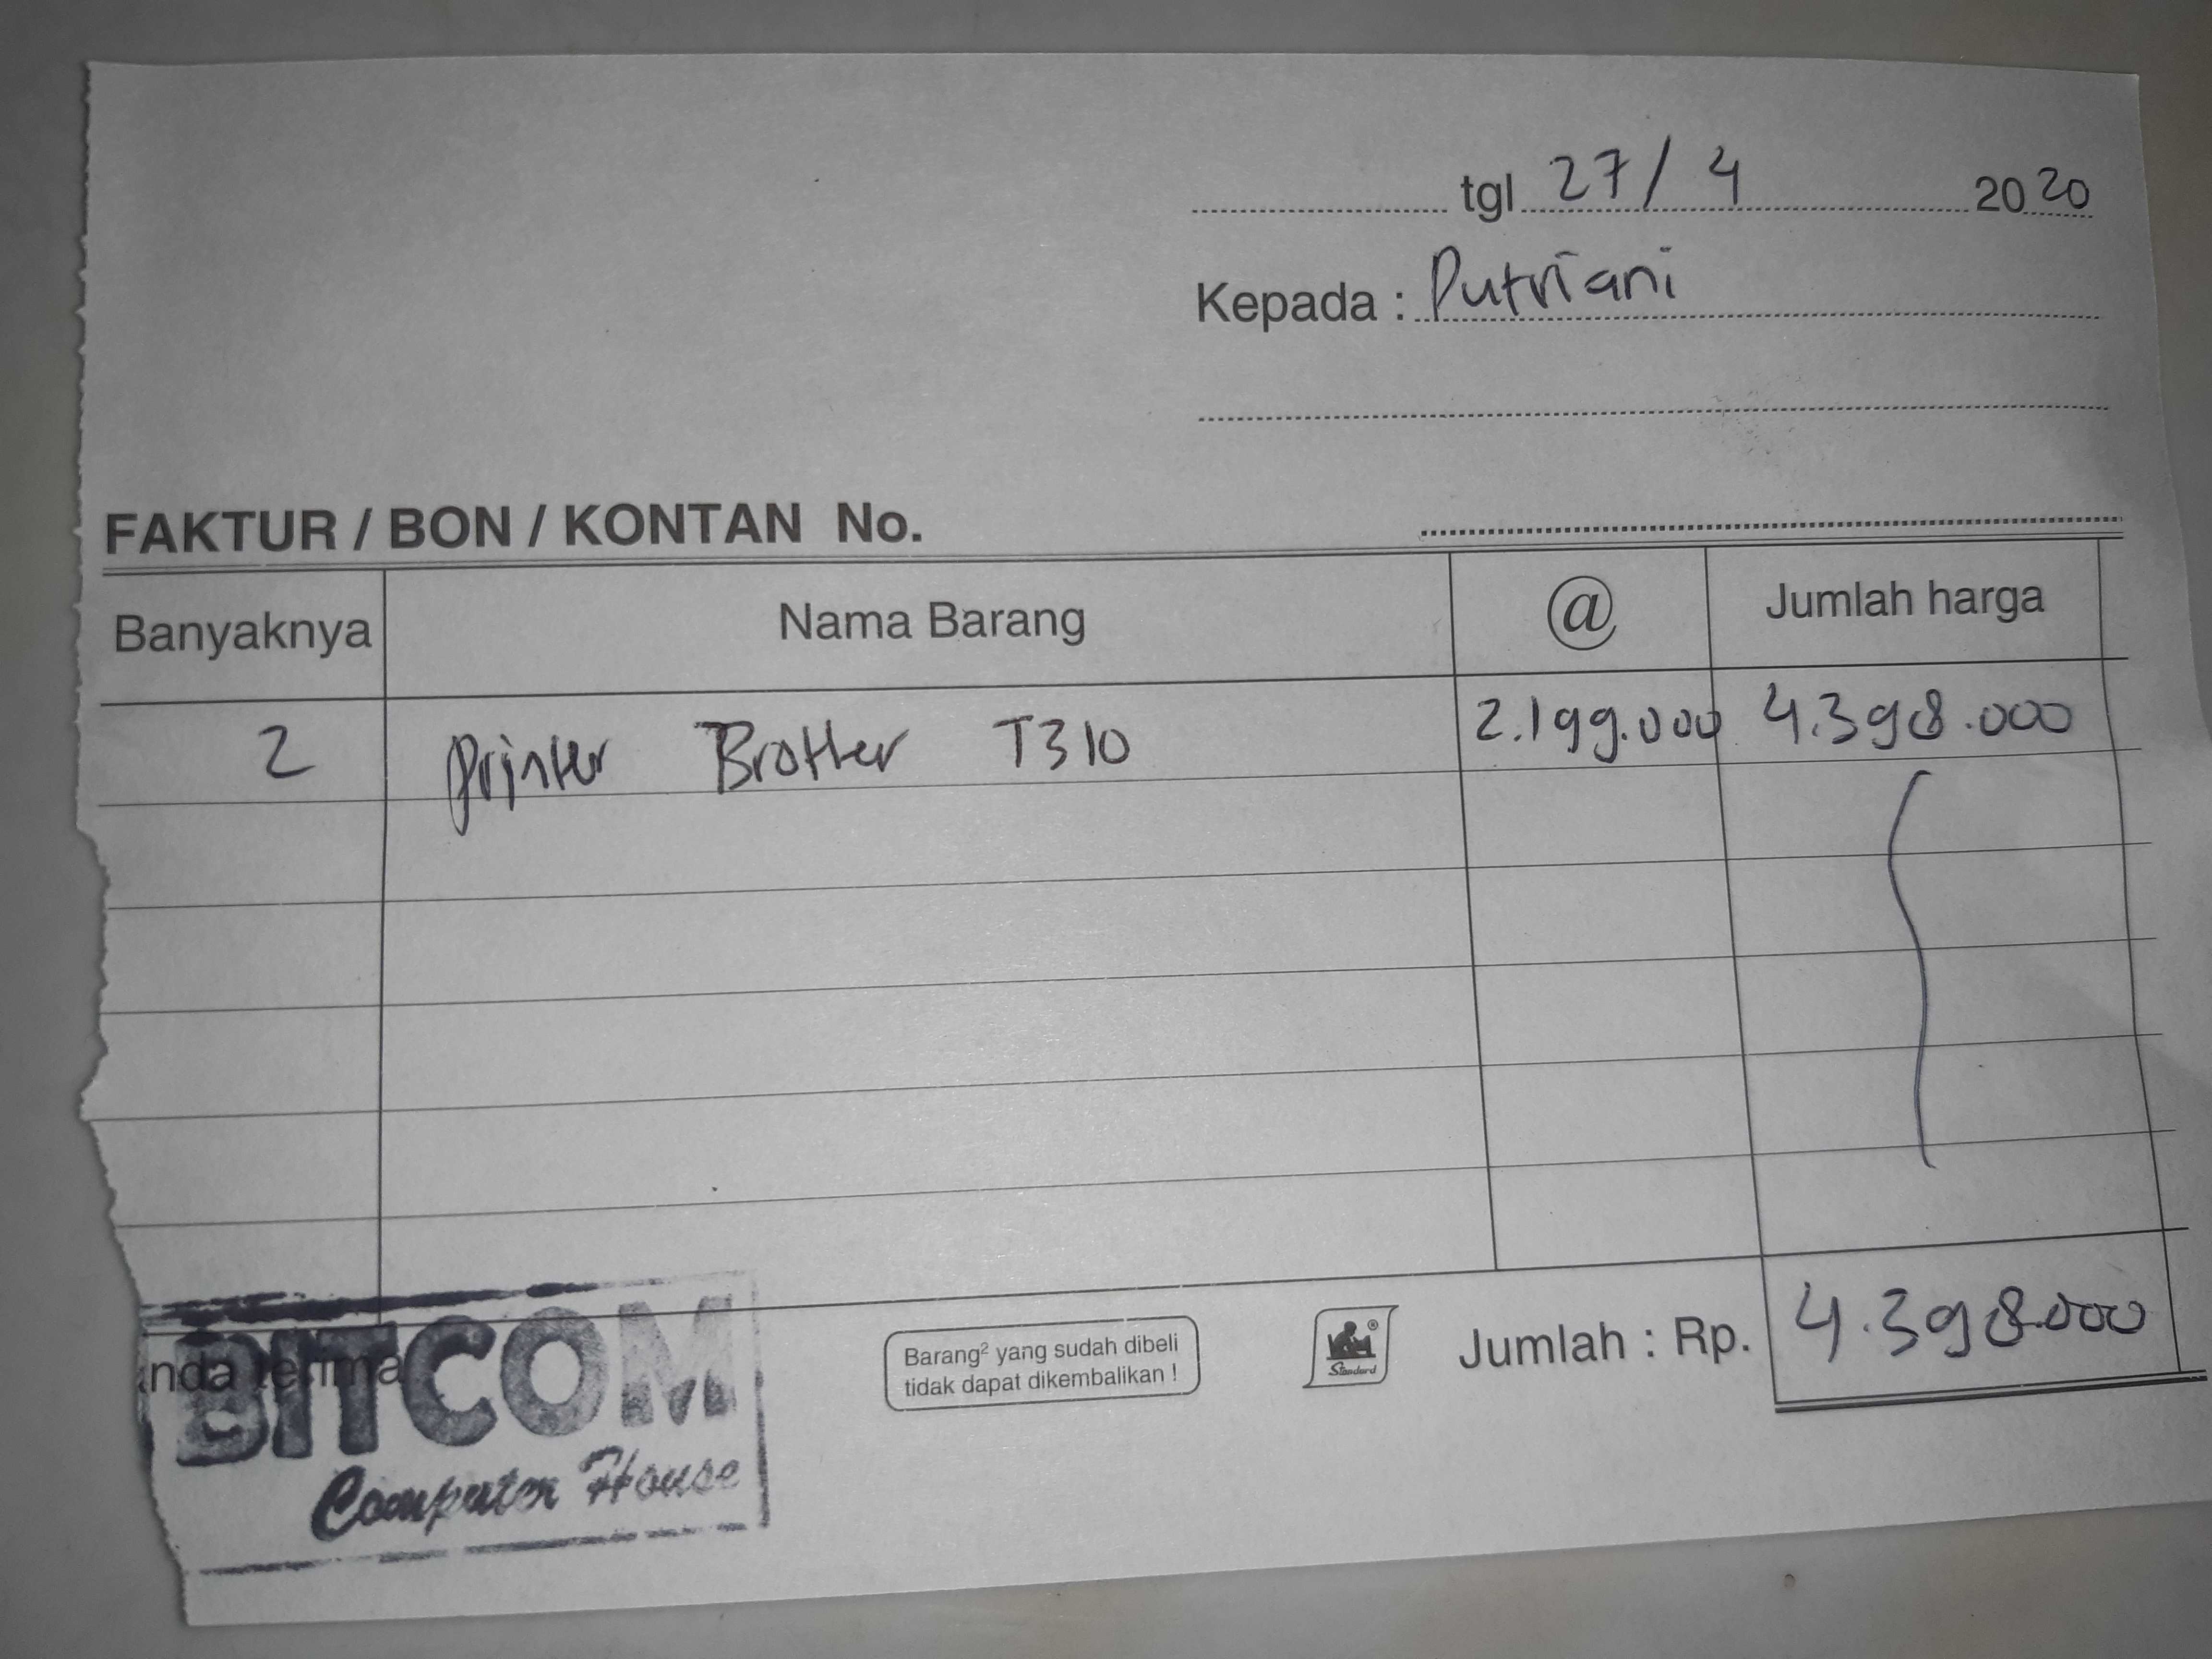 tgl 27/4 2020
Kepada : Putriani
FAKTUR / BON / KONTAN No.
Banyaknya Nama Barang @ Jumlah harga
2 Printer Brother T310 2.199.000 4.398.000
Jumlah : Rp. 4.398.000
Barang² yang sudah dibeli
tidak dapat dikembalikan !
Standard
nda terima
BITCOM
Computer House